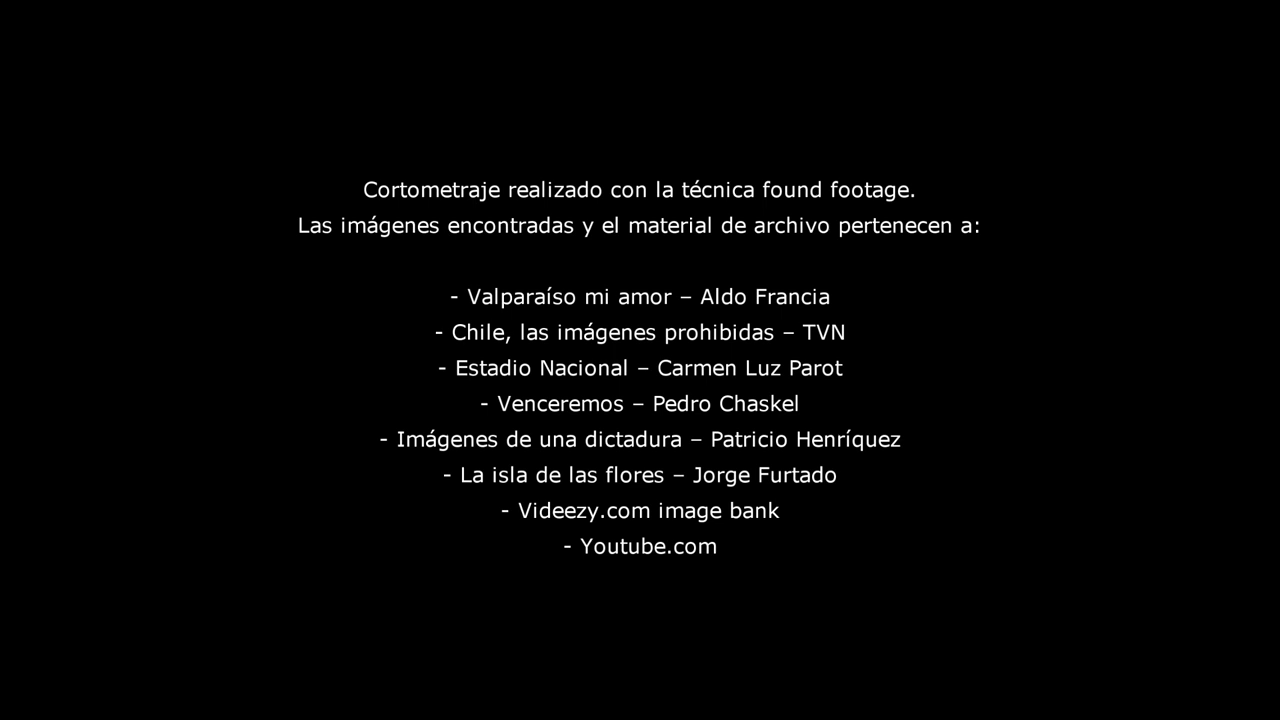 Cortometraje realizado con la técnica found footage.
Las imágenes encontradas y el material de archivo pertenecen a:
- Valparaíso mi amor – Aldo Francia
- Chile, las imágenes prohibidas – TVN
- Estadio Nacional – Carmen Luz Parot
- Venceremos – Pedro Chaskel
- Imágenes de una dictadura – Patricio Henríquez
- La isla de las flores – Jorge Furtado
- Videezy.com image bank
- Youtube.com